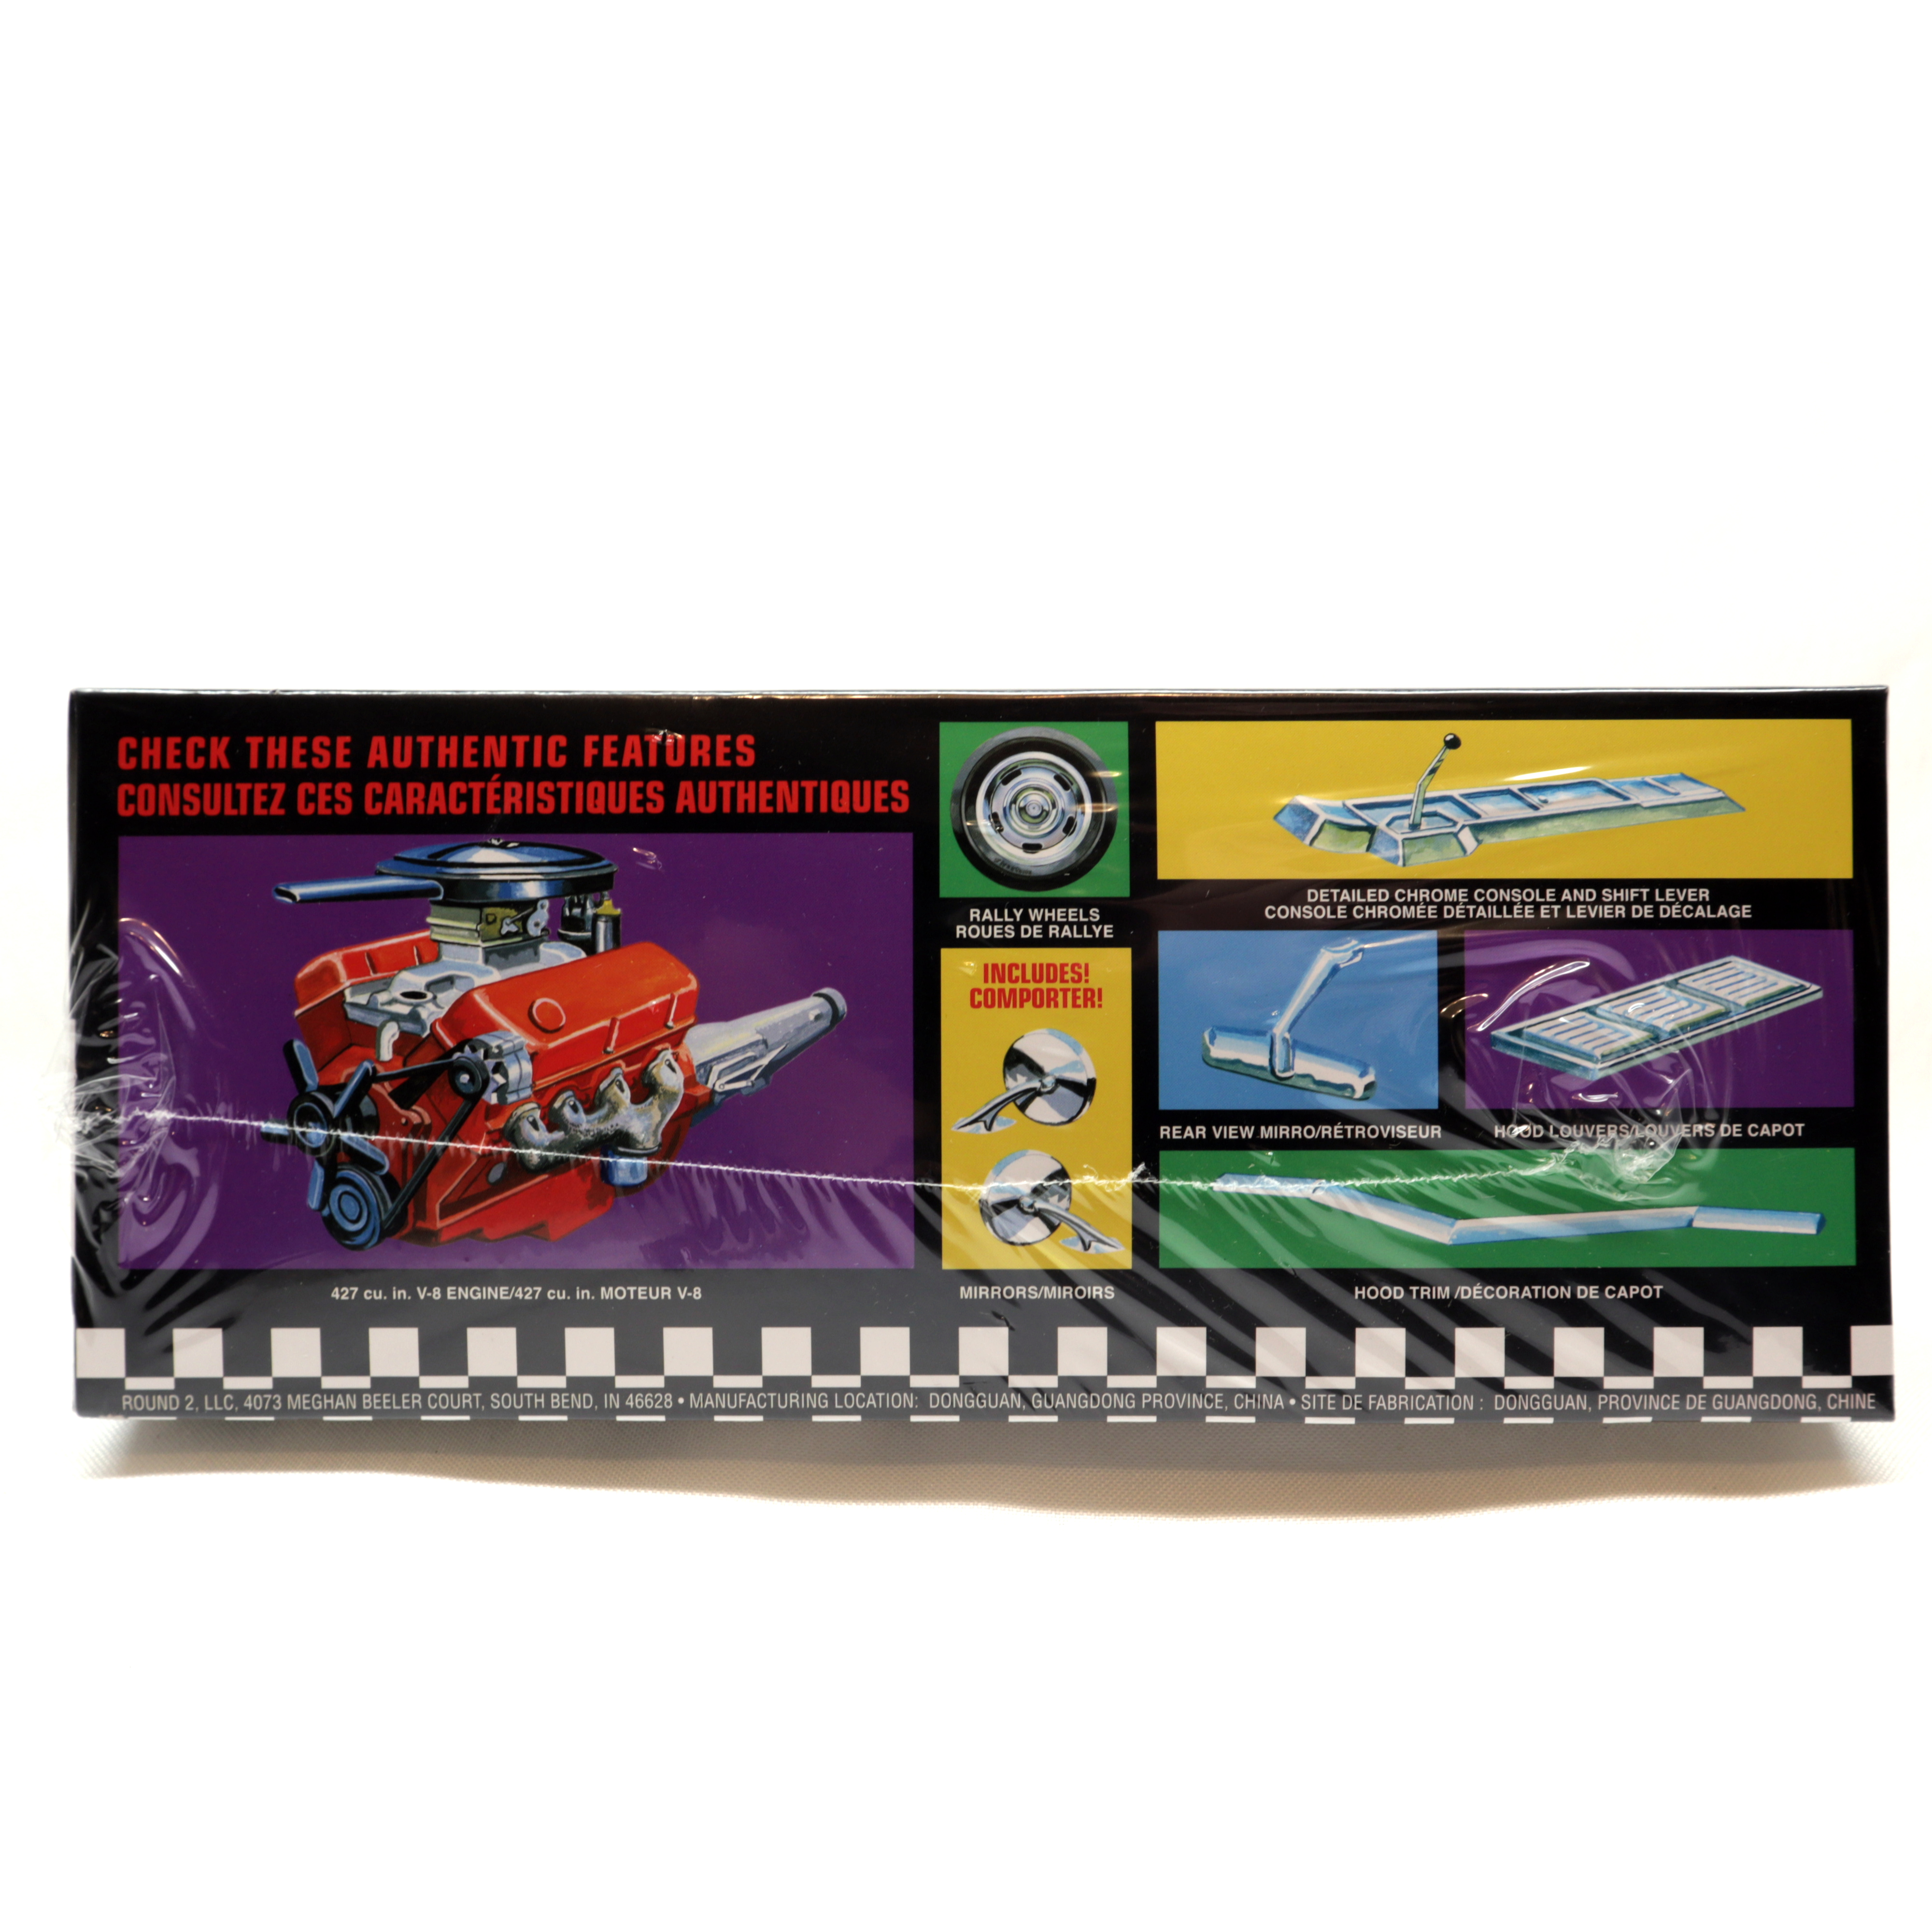 CHECK THESE AUTHENTIC FEATURES
CONSULTEZ CES CARACTÉRISTIQUES AUTHENTIQUES
427 cu. in. V-8 ENGINE/427 cu. in. MOTEUR V-8
RALLY WHEELS
ROUES DE RALLYE
INCLUDES!
COMPORTER!
MIRRORS/MIROIRS
DETAILED CHROME CONSOLE AND SHIFT LEVER
CONSOLE CHROMÉE DÉTAILLÉE ET LEVIER DE DÉCALAGE
REAR VIEW MIRRO/RÉTROVISEUR
HOOD LOUVERS/LOUVERS DE CAPOT
HOOD TRIM /DÉCORATION DE CAPOT
ROUND 2, LLC, 4073 MEGHAN BEELER COURT, SOUTH BEND, IN 46628 • MANUFACTURING LOCATION: DONGGUAN, GUANGDONG PROVINCE, CHINA • SITE DE FABRICATION : DONGGUAN, PROVINCE DE GUANGDONG, CHINE